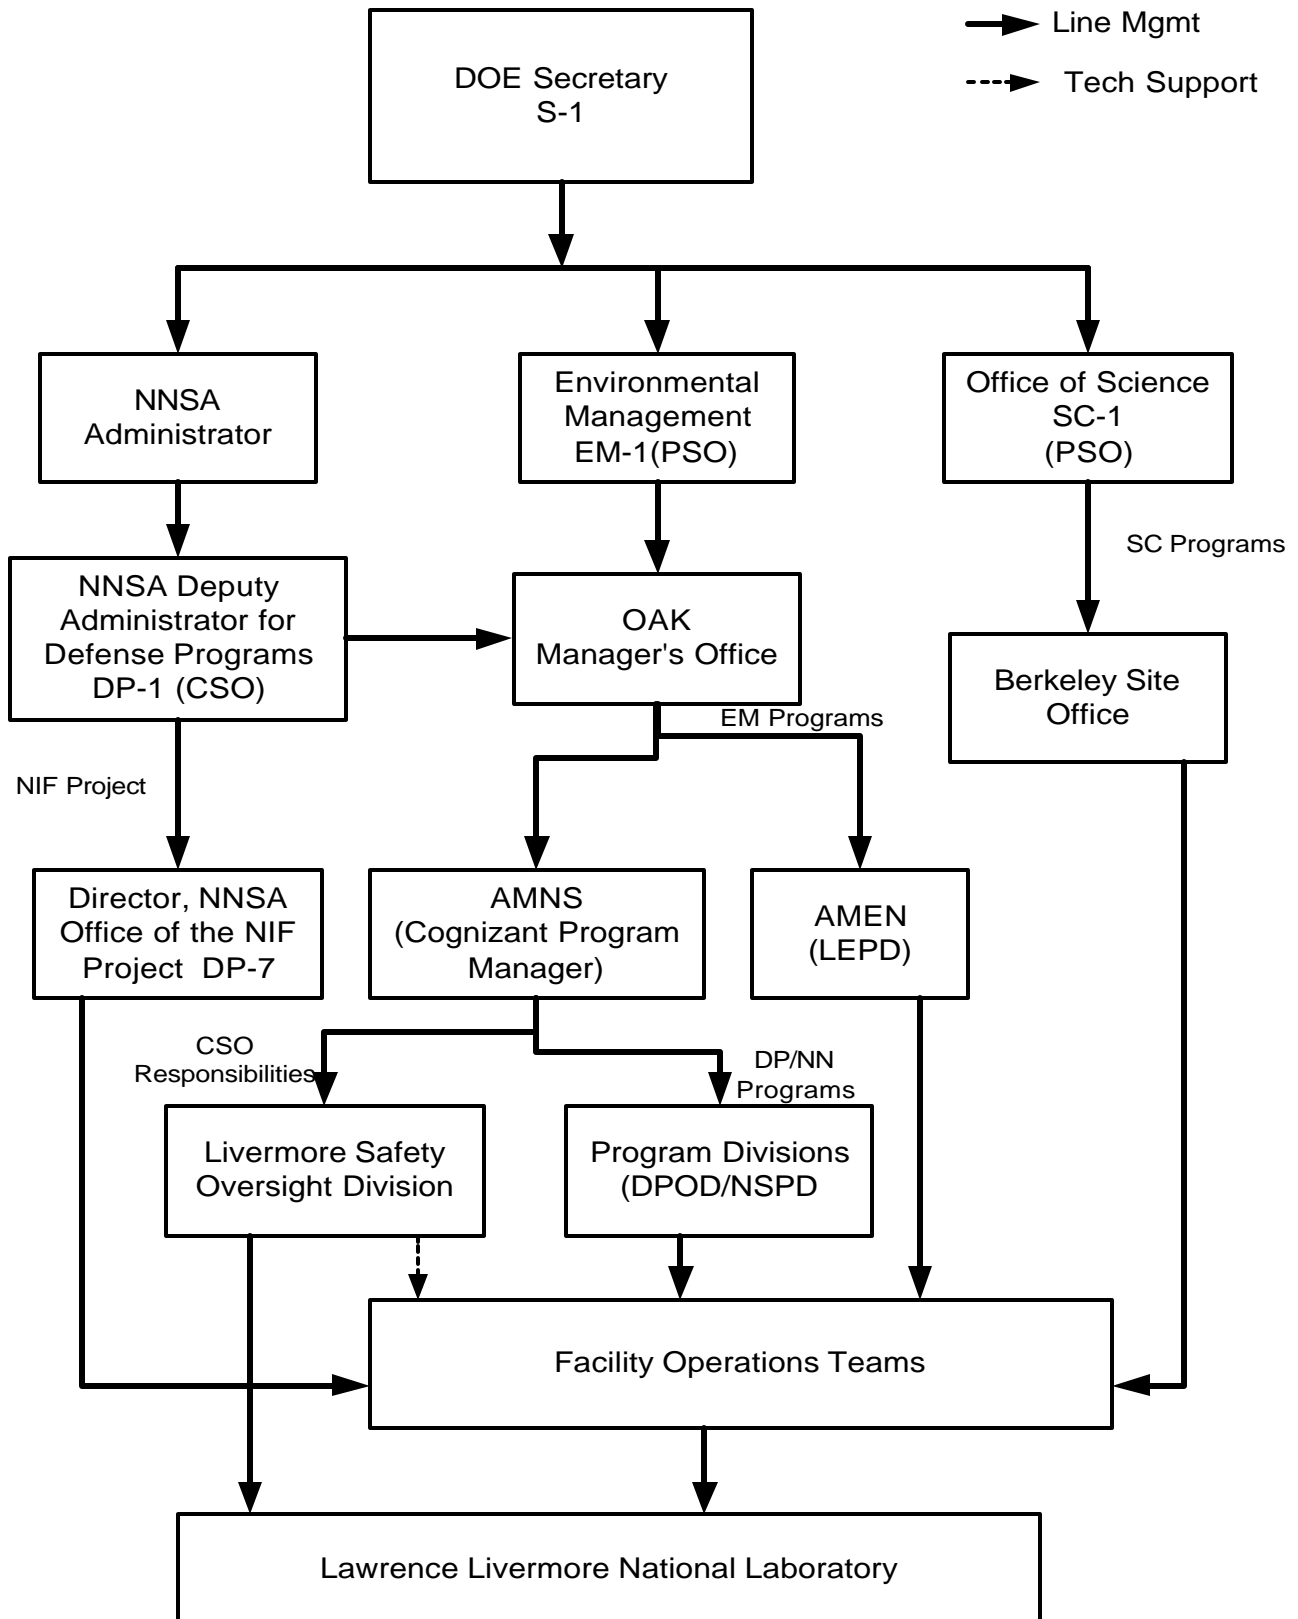 Line Mgmt
Tech Support
DOE Secretary
S-1
NNSA
Administrator
Environmental
Management
EM-1(PSO)
Office of Science
SC-1
(PSO)
SC Programs
NNSA Deputy
Administrator for
Defense Programs
DP-1 (CSO)
OAK
Manager's Office
Berkeley Site
Office
EM Programs
NIF Project
Director, NNSA
Office of the NIF
Project DP-7
AMNS
(Cognizant Program
Manager)
AMEN
(LEPD)
CSO
Responsibilities
DP/NN
Programs
Livermore Safety
Oversight Division
Program Divisions
(DPOD/NSPD
Facility Operations Teams
Lawrence Livermore National Laboratory